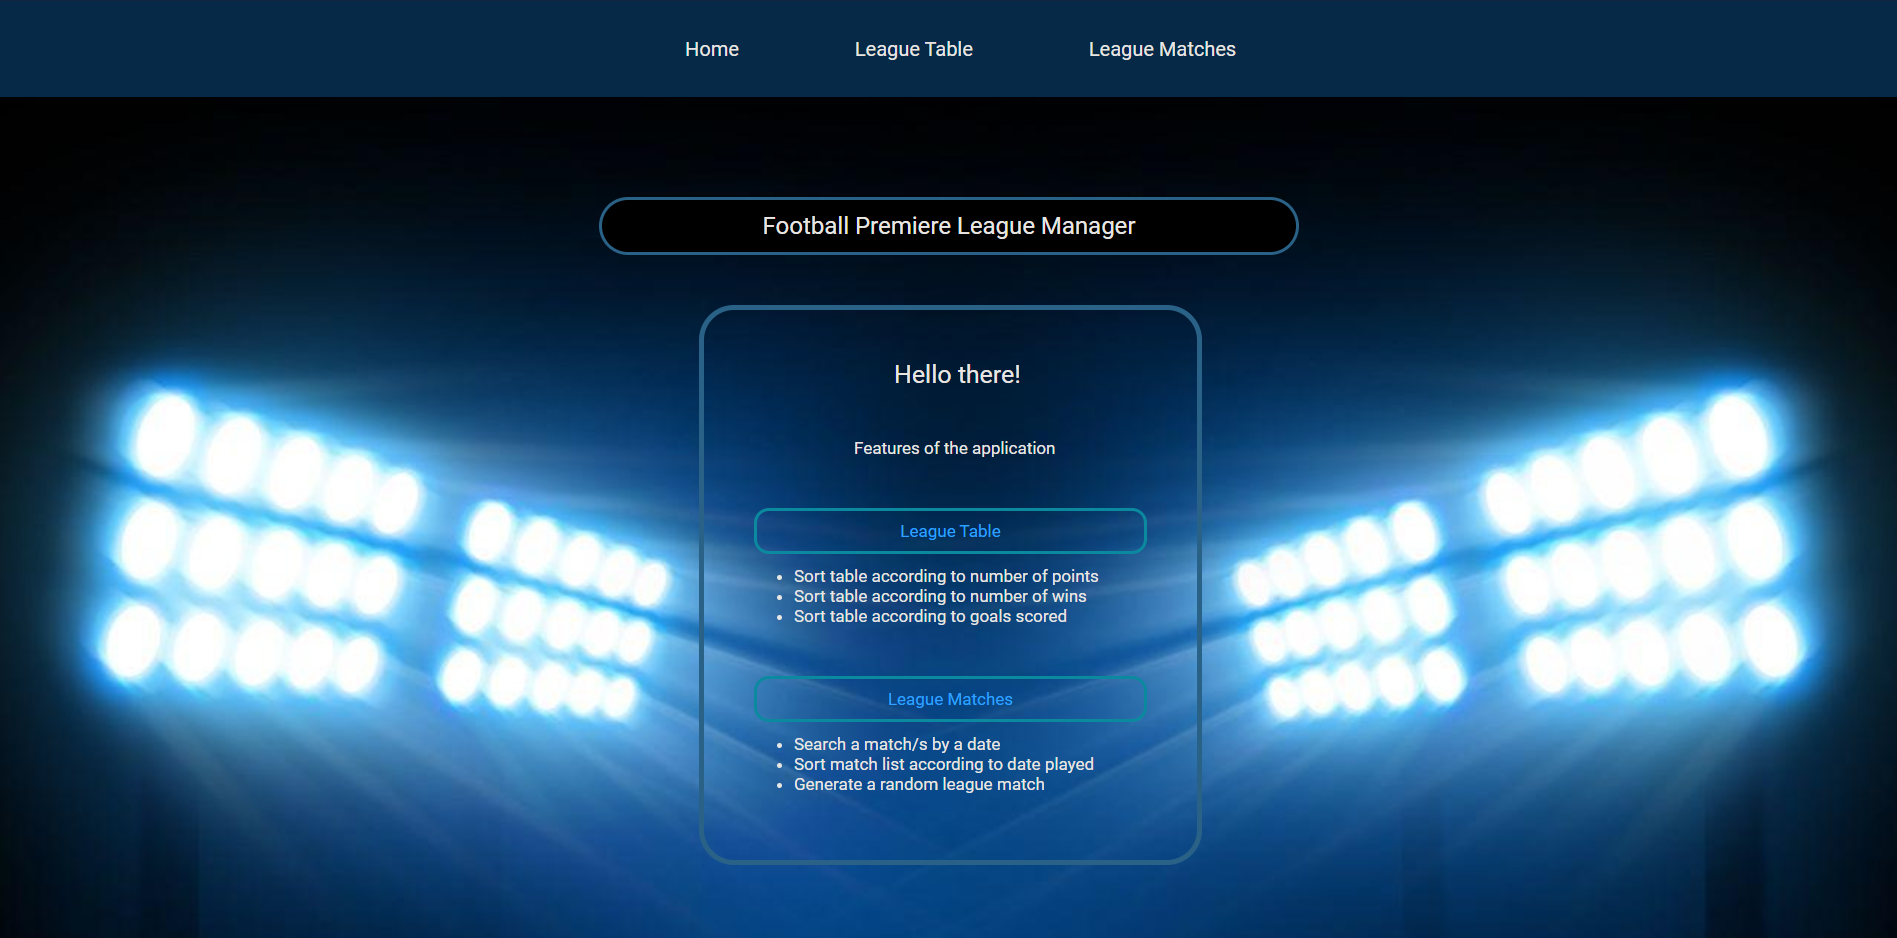 Home League Table League Matches
Football Premiere League Manager
Hello there!
Features of the application
League Table
• Sort table according to number of points
• Sort table according to number of wins
• Sort table according to goals scored
League Matches
• Search a match/s by a date
• Sort match list according to date played
• Generate a random league match